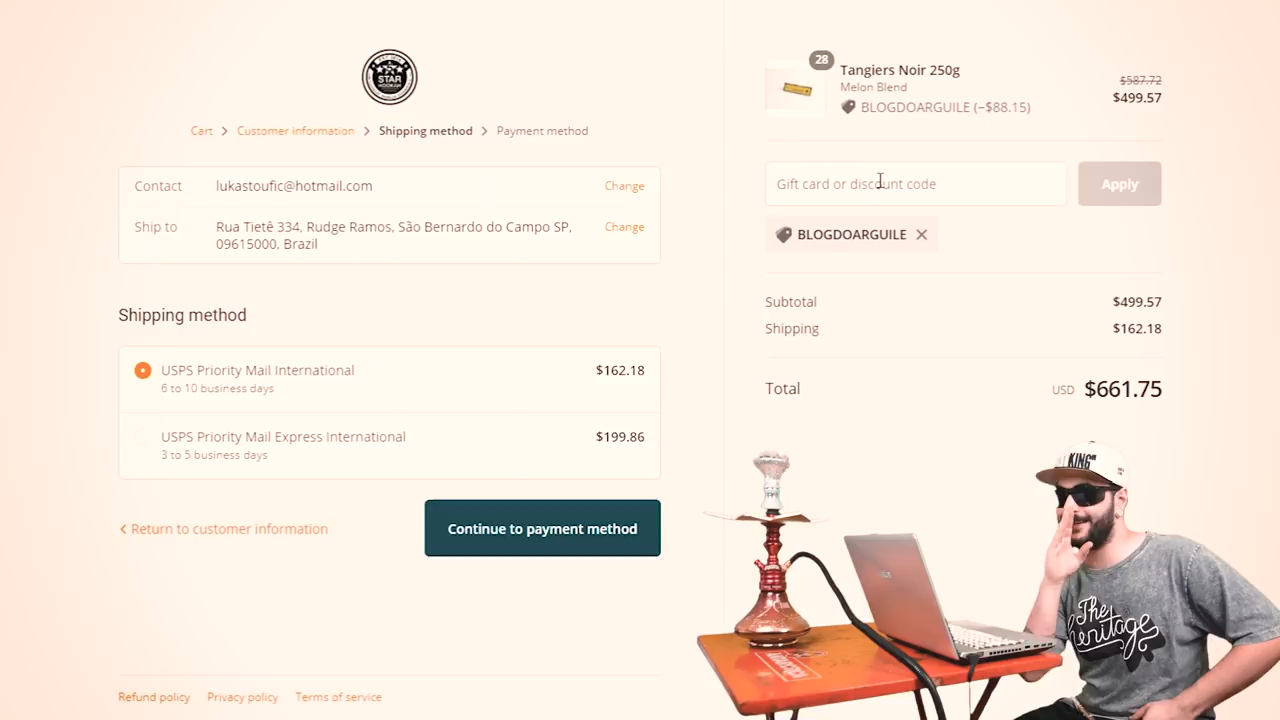 STAR
HOOKAH
Cart > Customer information > Shipping method > Payment method
Contact lukastoufic@hotmail.com Change
Ship to Rua Tietê 334, Rudge Ramos, São Bernardo do Campo SP, Change
09615000, Brazil
Shipping method
USPS Priority Mail International $162.18
6 to 10 business days
USPS Priority Mail Express International $199.86
3 to 5 business days
< Return to customer information
Continue to payment method
Refund policy Privacy policy Terms of service
28
Tangiers Noir 250g
Melon Blend
BLOGDOARGUILE (−$88.15)
$587.72
$499.57
Gift card or discount code
Apply
BLOGDOARGUILE
Subtotal $499.57
Shipping $162.18
Total USD $661.75
KING
The
heritage